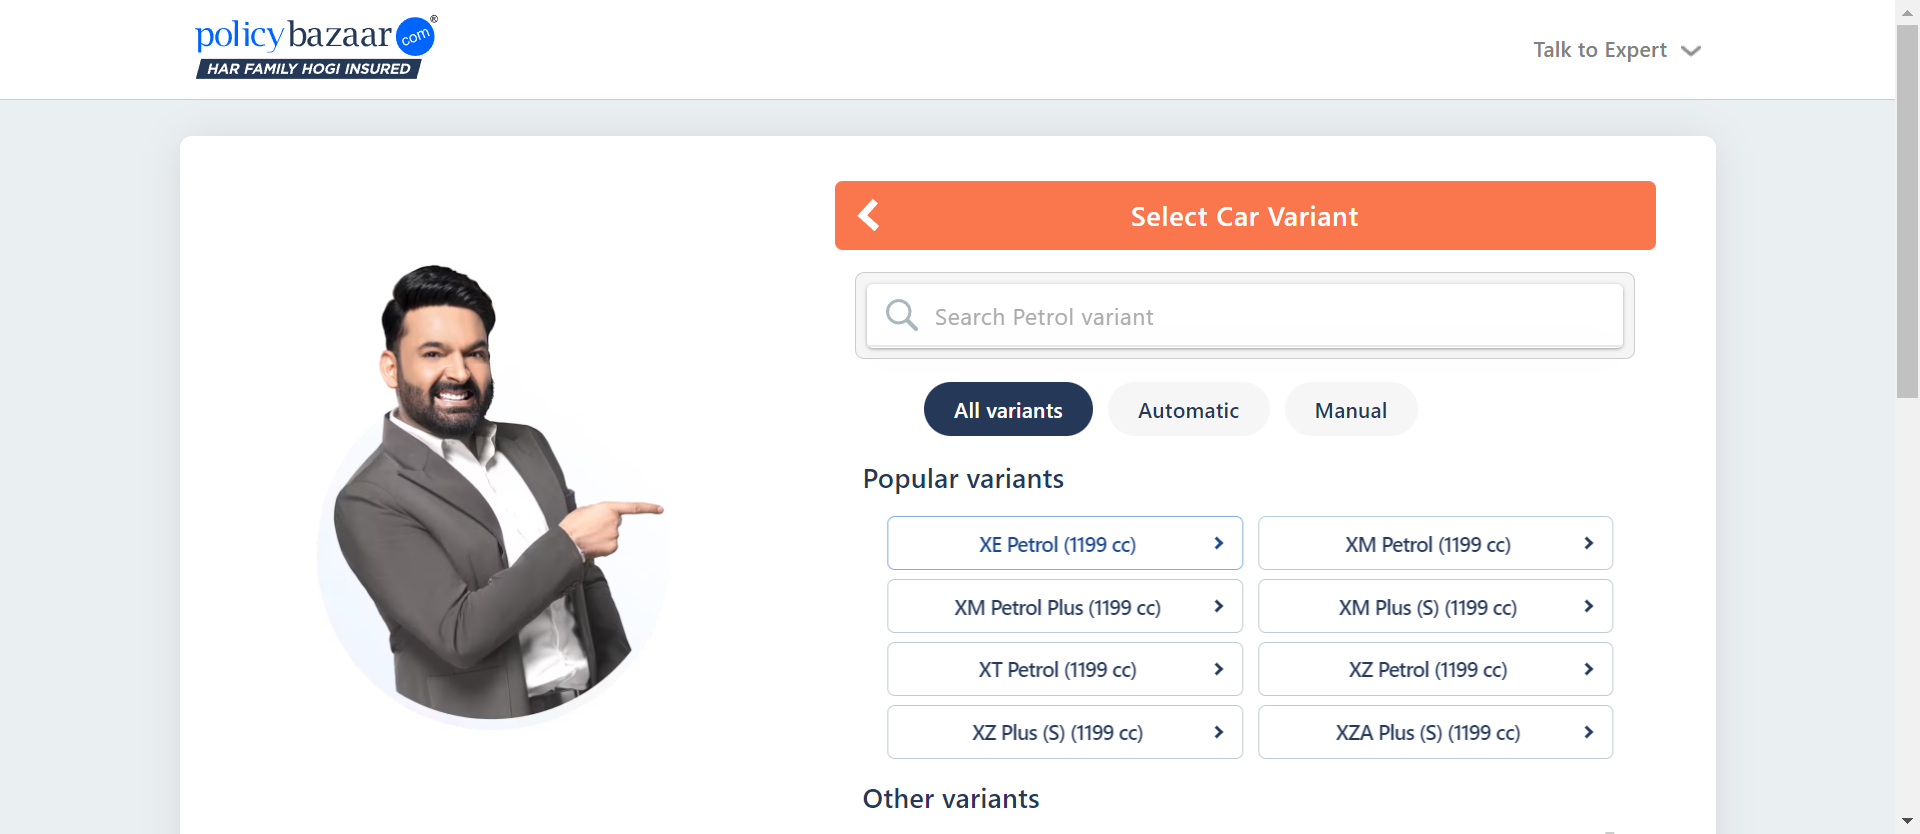 policybazaar com®
HAR FAMILY HOGI INSURED
Talk to Expert
Select Car Variant
Search Petrol variant
All variants
Automatic
Manual
Popular variants
XE Petrol (1199 cc)
XM Petrol (1199 cc)
XM Petrol Plus (1199 cc)
XM Plus (S) (1199 cc)
XT Petrol (1199 cc)
XZ Petrol (1199 cc)
XZ Plus (S) (1199 cc)
XZA Plus (S) (1199 cc)
Other variants